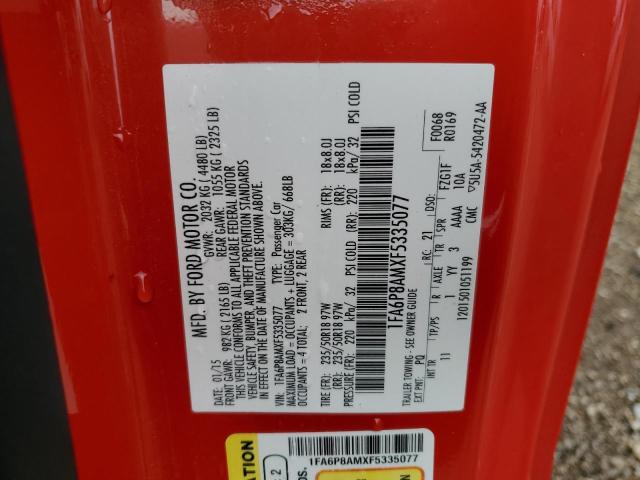 MFD. BY FORD MOTOR CO.
DATE: 01/15 GVWR: 2032 KG ( 4480 LB)
FRONT GAWR: 982 KG ( 2165 LB) REAR GAWR: 1055 KG ( 2325 LB)
THIS VEHICLE CONFORMS TO ALL APPLICABLE FEDERAL MOTOR
VEHICLE SAFETY, BUMPER, AND THEFT PREVENTION STANDARDS
IN EFFECT ON THE DATE OF MANUFACTURE SHOWN ABOVE.
VIN: 1FA6P8AMXF5335077 TYPE: Passenger Car
MAXIMUM LOAD = OCCUPANTS + LUGGAGE = 303KG/ 668LB
OCCUPANTS = 4 TOTAL: 2 FRONT, 2 REAR
TIRE (FR): 235/50R18 97W RIMS (FR): 18x8.0J
(RR): 235/50R18 97W (RR): 18x8.0J
PRESSURE (FR): 220 kPa/ 32 PSI COLD (RR): 220 kPa/ 32 PSI COLD
1FA6P8AMXF5335077
TRAILER TOWING - SEE OWNER GUIDE
EXT PNT: PQ RC: 21 DSO: F0068
INT TR TP/PS R AXLE TR SPR EZG1F R0169
11 1 YY 3 AAAA 10A
1201501051199 CMC ▽5U5A-5420472-AA
1FA6P8AMXF5335077